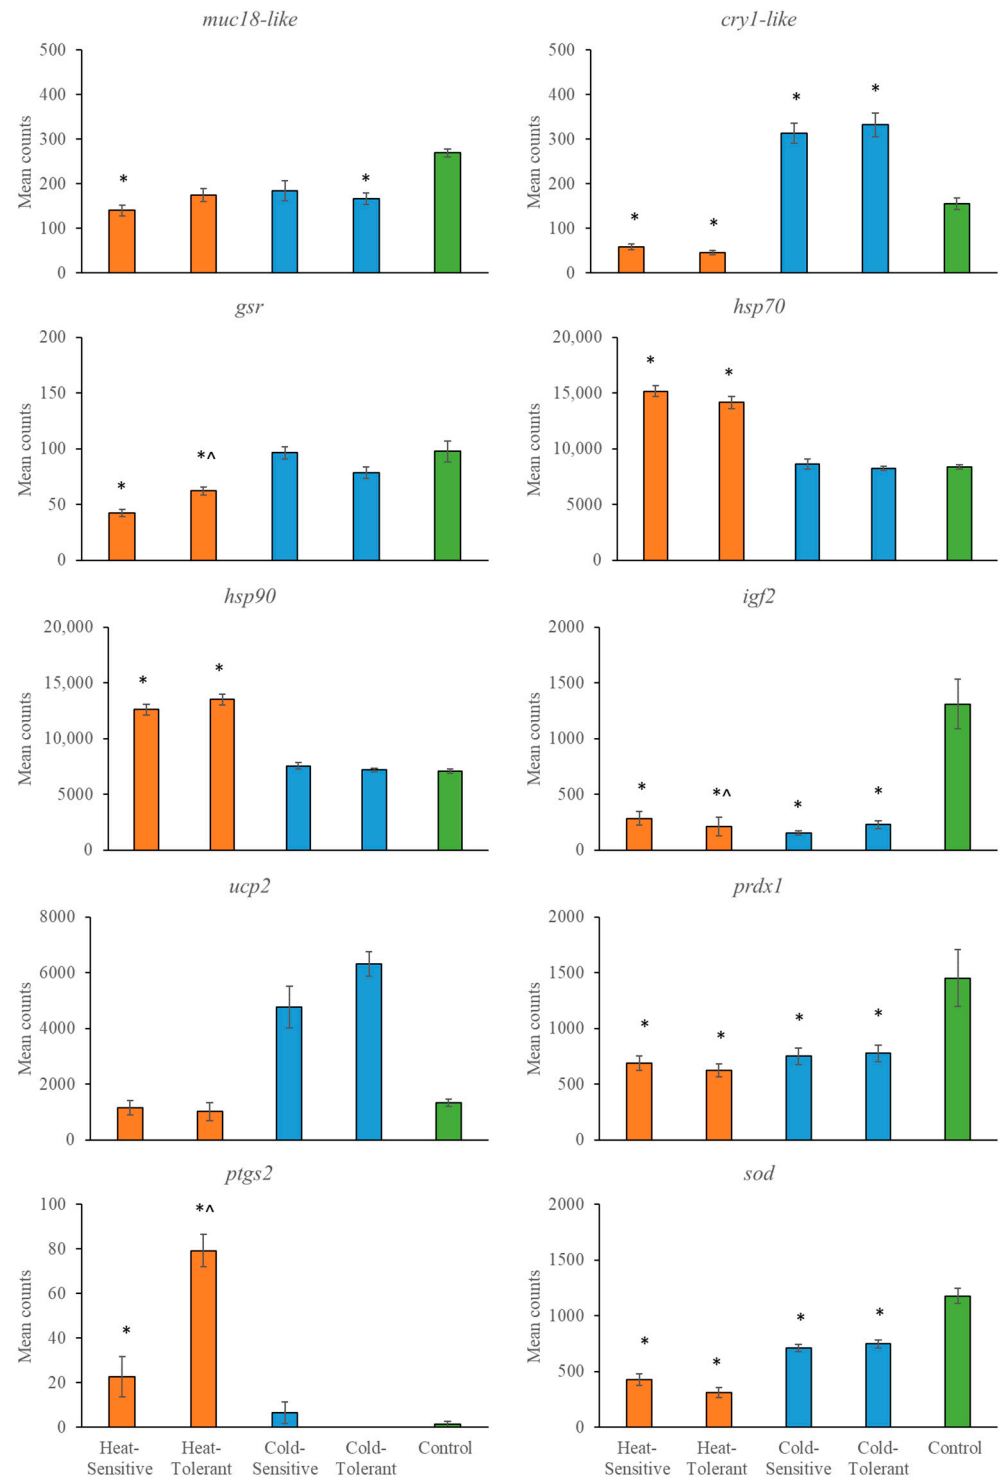 muc18-like
500
400
300
200
100
0
Mean counts
*
*
cry1-like
500
400
300
200
100
0
Mean counts
*
*
*
*
gsr
200
150
100
50
0
Mean counts
*
*^
hsp70
20,000
15,000
10,000
5000
0
Mean counts
*
*
hsp90
20,000
15,000
10,000
5000
0
Mean counts
*
*
igf2
2000
1500
1000
500
0
Mean counts
*
*^
*
*
ucp2
8000
6000
4000
2000
0
Mean counts
prdx1
2000
1500
1000
500
0
Mean counts
*
*
*
*
ptgs2
100
80
60
40
20
0
Mean counts
*
*^
Heat-
Sensitive
Heat-
Tolerant
Cold-
Sensitive
Cold-
Tolerant
Control
sod
2000
1500
1000
500
0
Mean counts
*
*
*
*
Heat-
Sensitive
Heat-
Tolerant
Cold-
Sensitive
Cold-
Tolerant
Control